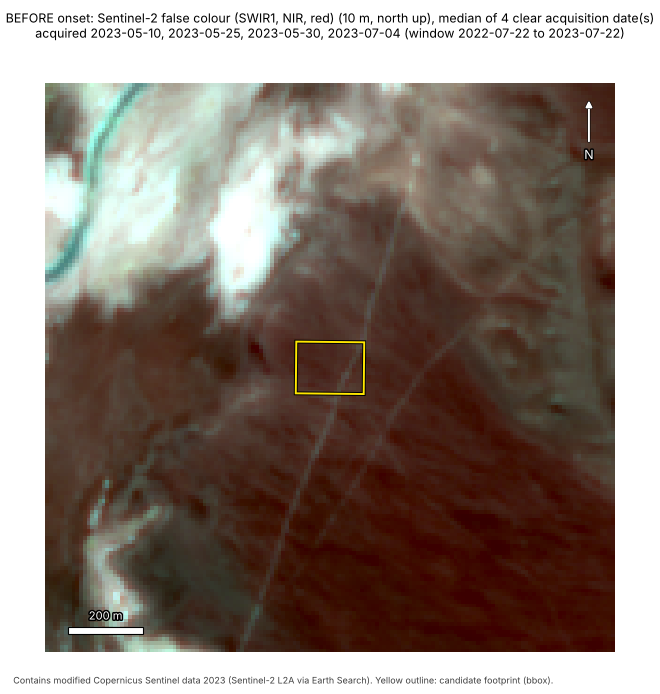 BEFORE onset: Sentinel-2 false colour (SWIR1, NIR, red) (10 m, north up), median of 4 clear acquisition date(s)
acquired 2023-05-10, 2023-05-25, 2023-05-30, 2023-07-04 (window 2022-07-22 to 2023-07-22)
N
200 m
Contains modified Copernicus Sentinel data 2023 (Sentinel-2 L2A via Earth Search). Yellow outline: candidate footprint (bbox).